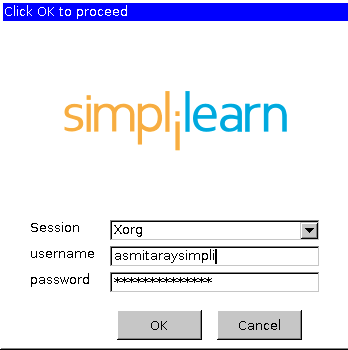 Click OK to proceed
simplilearn
Session Xorg
username asmitaraysimpli
password **************
OK Cancel